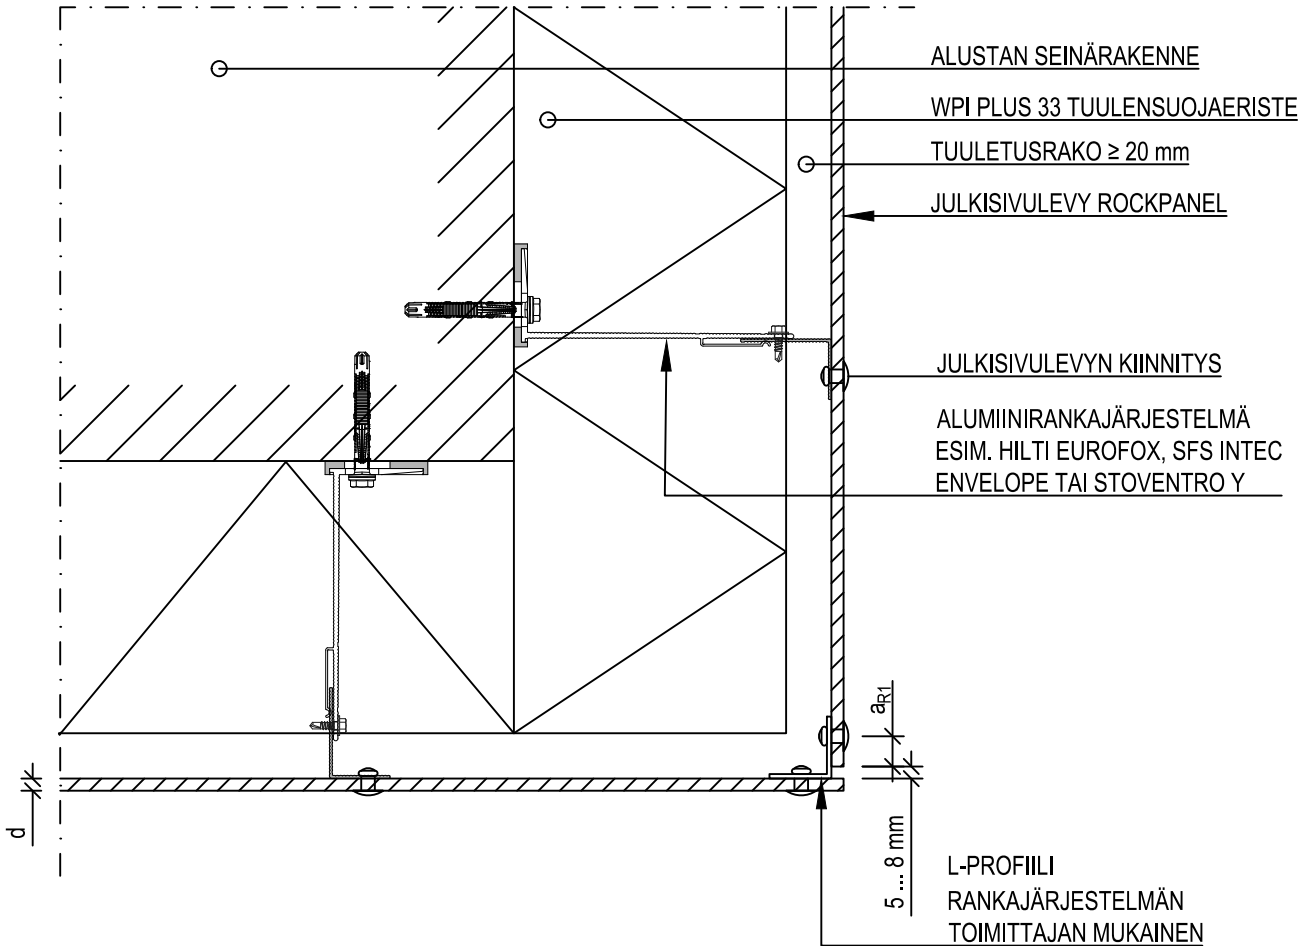 ALUSTAN SEINÄRAKENNE
WPI PLUS 33 TUULENSUOJAERISTE
TUULETUSRAKO ≥ 20 mm
JULKISIVULEVY ROCKPANEL
JULKISIVULEVYN KIINNITYS
ALUMIINIRANKAJÄRJESTELMÄ
ESIM. HILTI EUROFOX, SFS INTEC
ENVELOPE TAI STOVENTRO Y
aR1
d
5 ... 8 mm
L-PROFIILI
RANKAJÄRJESTELMÄN
TOIMITTAJAN MUKAINEN